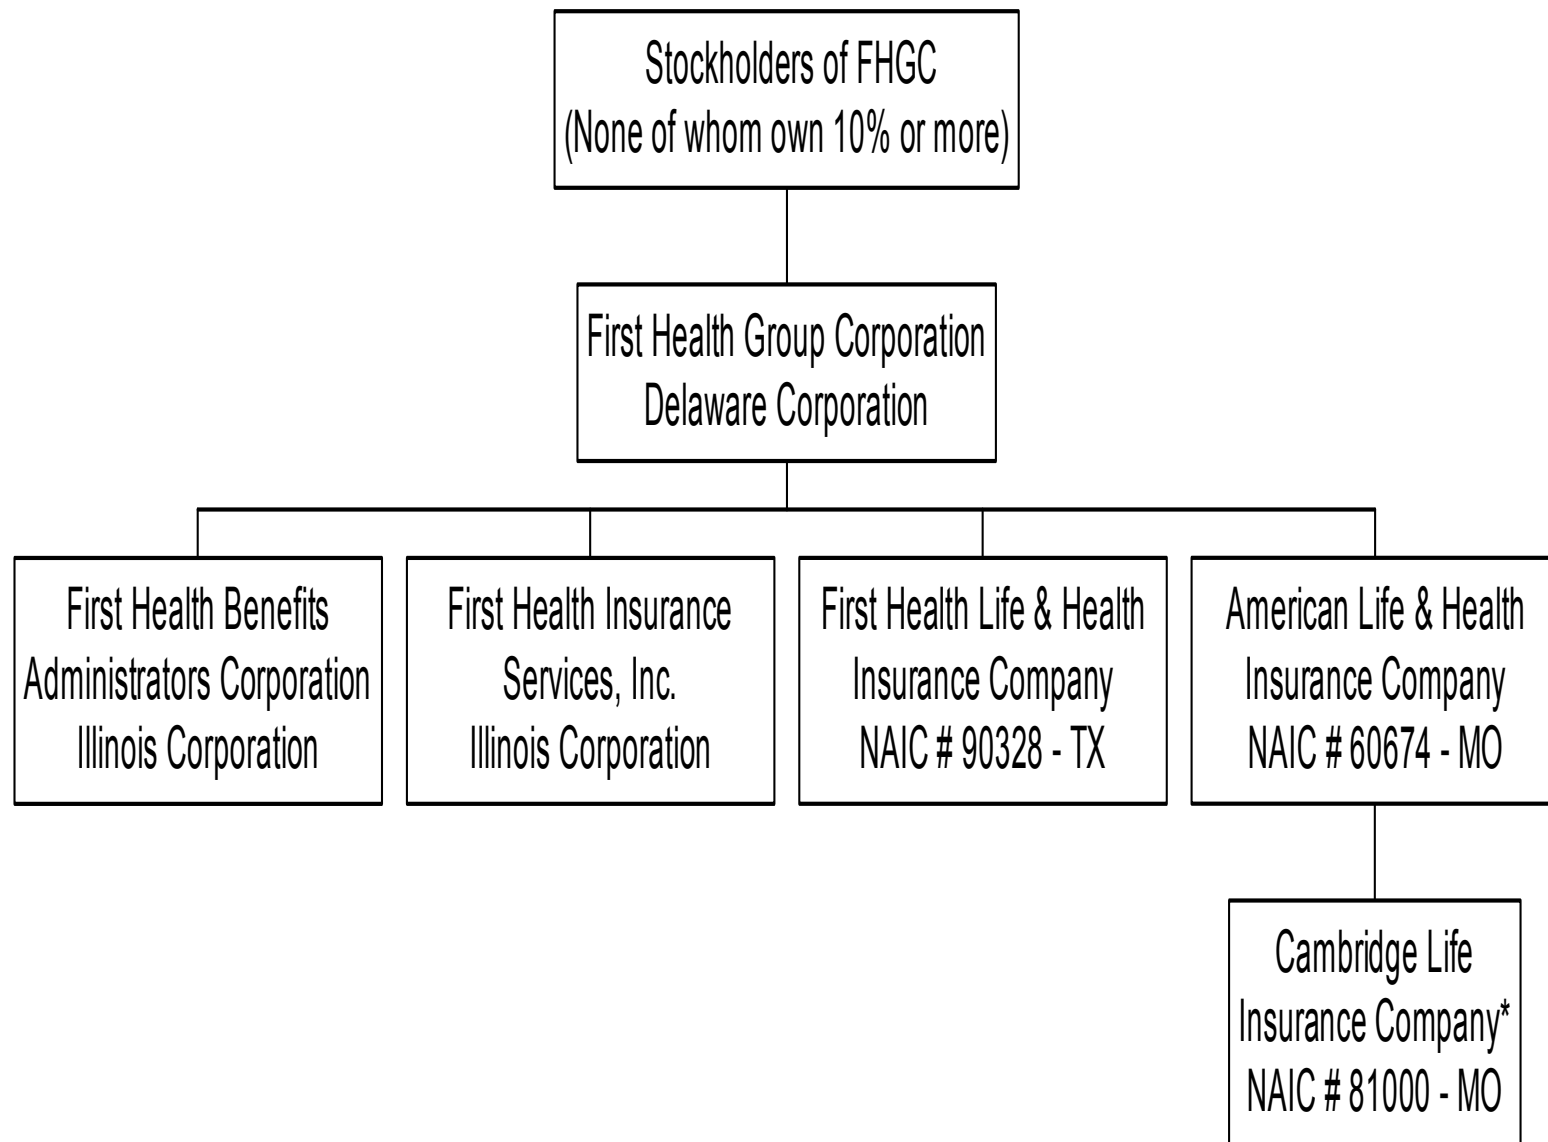 Stockholders of FHGC
(None of whom own 10% or more)
First Health Group Corporation
Delaware Corporation
First Health Benefits
Administrators Corporation
Illinois Corporation
First Health Insurance
Services, Inc.
Illinois Corporation
First Health Life & Health
Insurance Company
NAIC # 90328 - TX
American Life & Health
Insurance Company
NAIC # 60674 - MO
Cambridge Life
Insurance Company*
NAIC # 81000 - MO